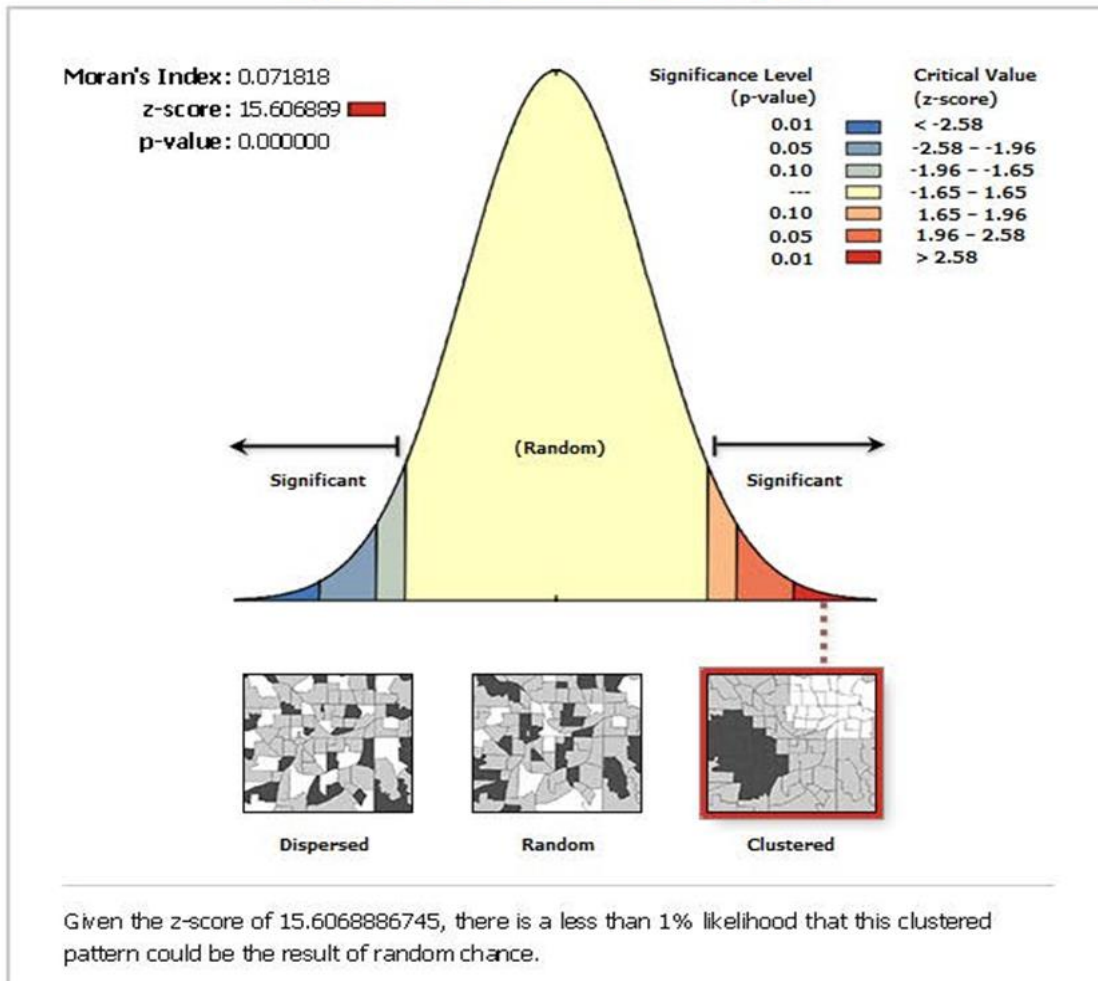 Moran's Index: 0.071818
z-score: 15.606889
p-value: 0.000000
Significance Level (p-value)
Critical Value (z-score)
0.01 < -2.58
0.05 -2.58 – -1.96
0.10 -1.96 – -1.65
--- -1.65 – 1.65
0.10 1.65 – 1.96
0.05 1.96 – 2.58
0.01 > 2.58
(Random)
Significant
Significant
Dispersed
Random
Clustered
Given the z-score of 15.6068886745, there is a less than 1% likelihood that this clustered
pattern could be the result of random chance.